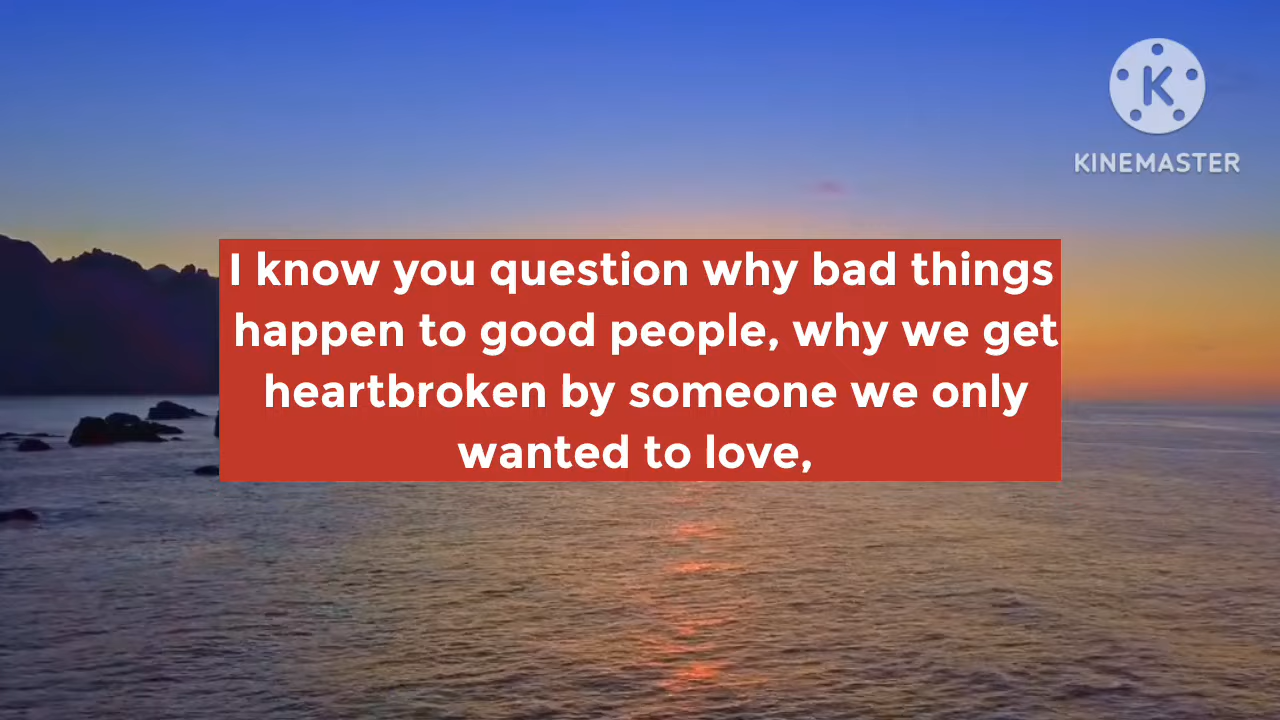 K
KINEMASTER
I know you question why bad things
happen to good people, why we get
heartbroken by someone we only
wanted to love,